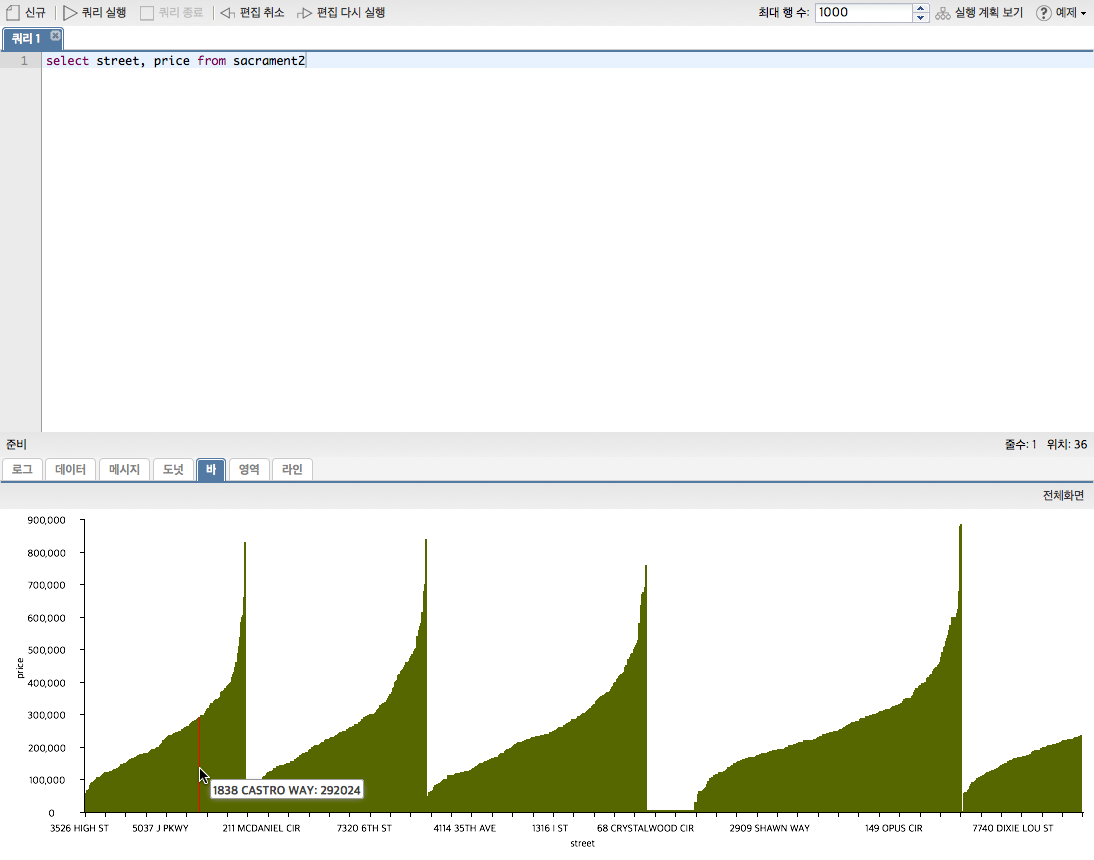 신규 쿼리 실행 쿼리 종료 편집 취소 편집 다시 실행 최대 행 수: 1000 실행 계획 보기 ? 예제
쿼리 1
1 select street, price from sacrament2
준비 줄수: 1 위치: 36
로그 데이터 메시지 도넛 바 영역 라인
전체화면
900,000
800,000
700,000
600,000
500,000
400,000
300,000
200,000
100,000
0
price
1838 CASTRO WAY: 292024
3526 HIGH ST 5037 J PKWY 211 MCDANIEL CIR 7320 6TH ST 4114 35TH AVE 1316 I ST 68 CRYSTALWOOD CIR 2909 SHAWN WAY 149 OPUS CIR 7740 DIXIE LOU ST
street